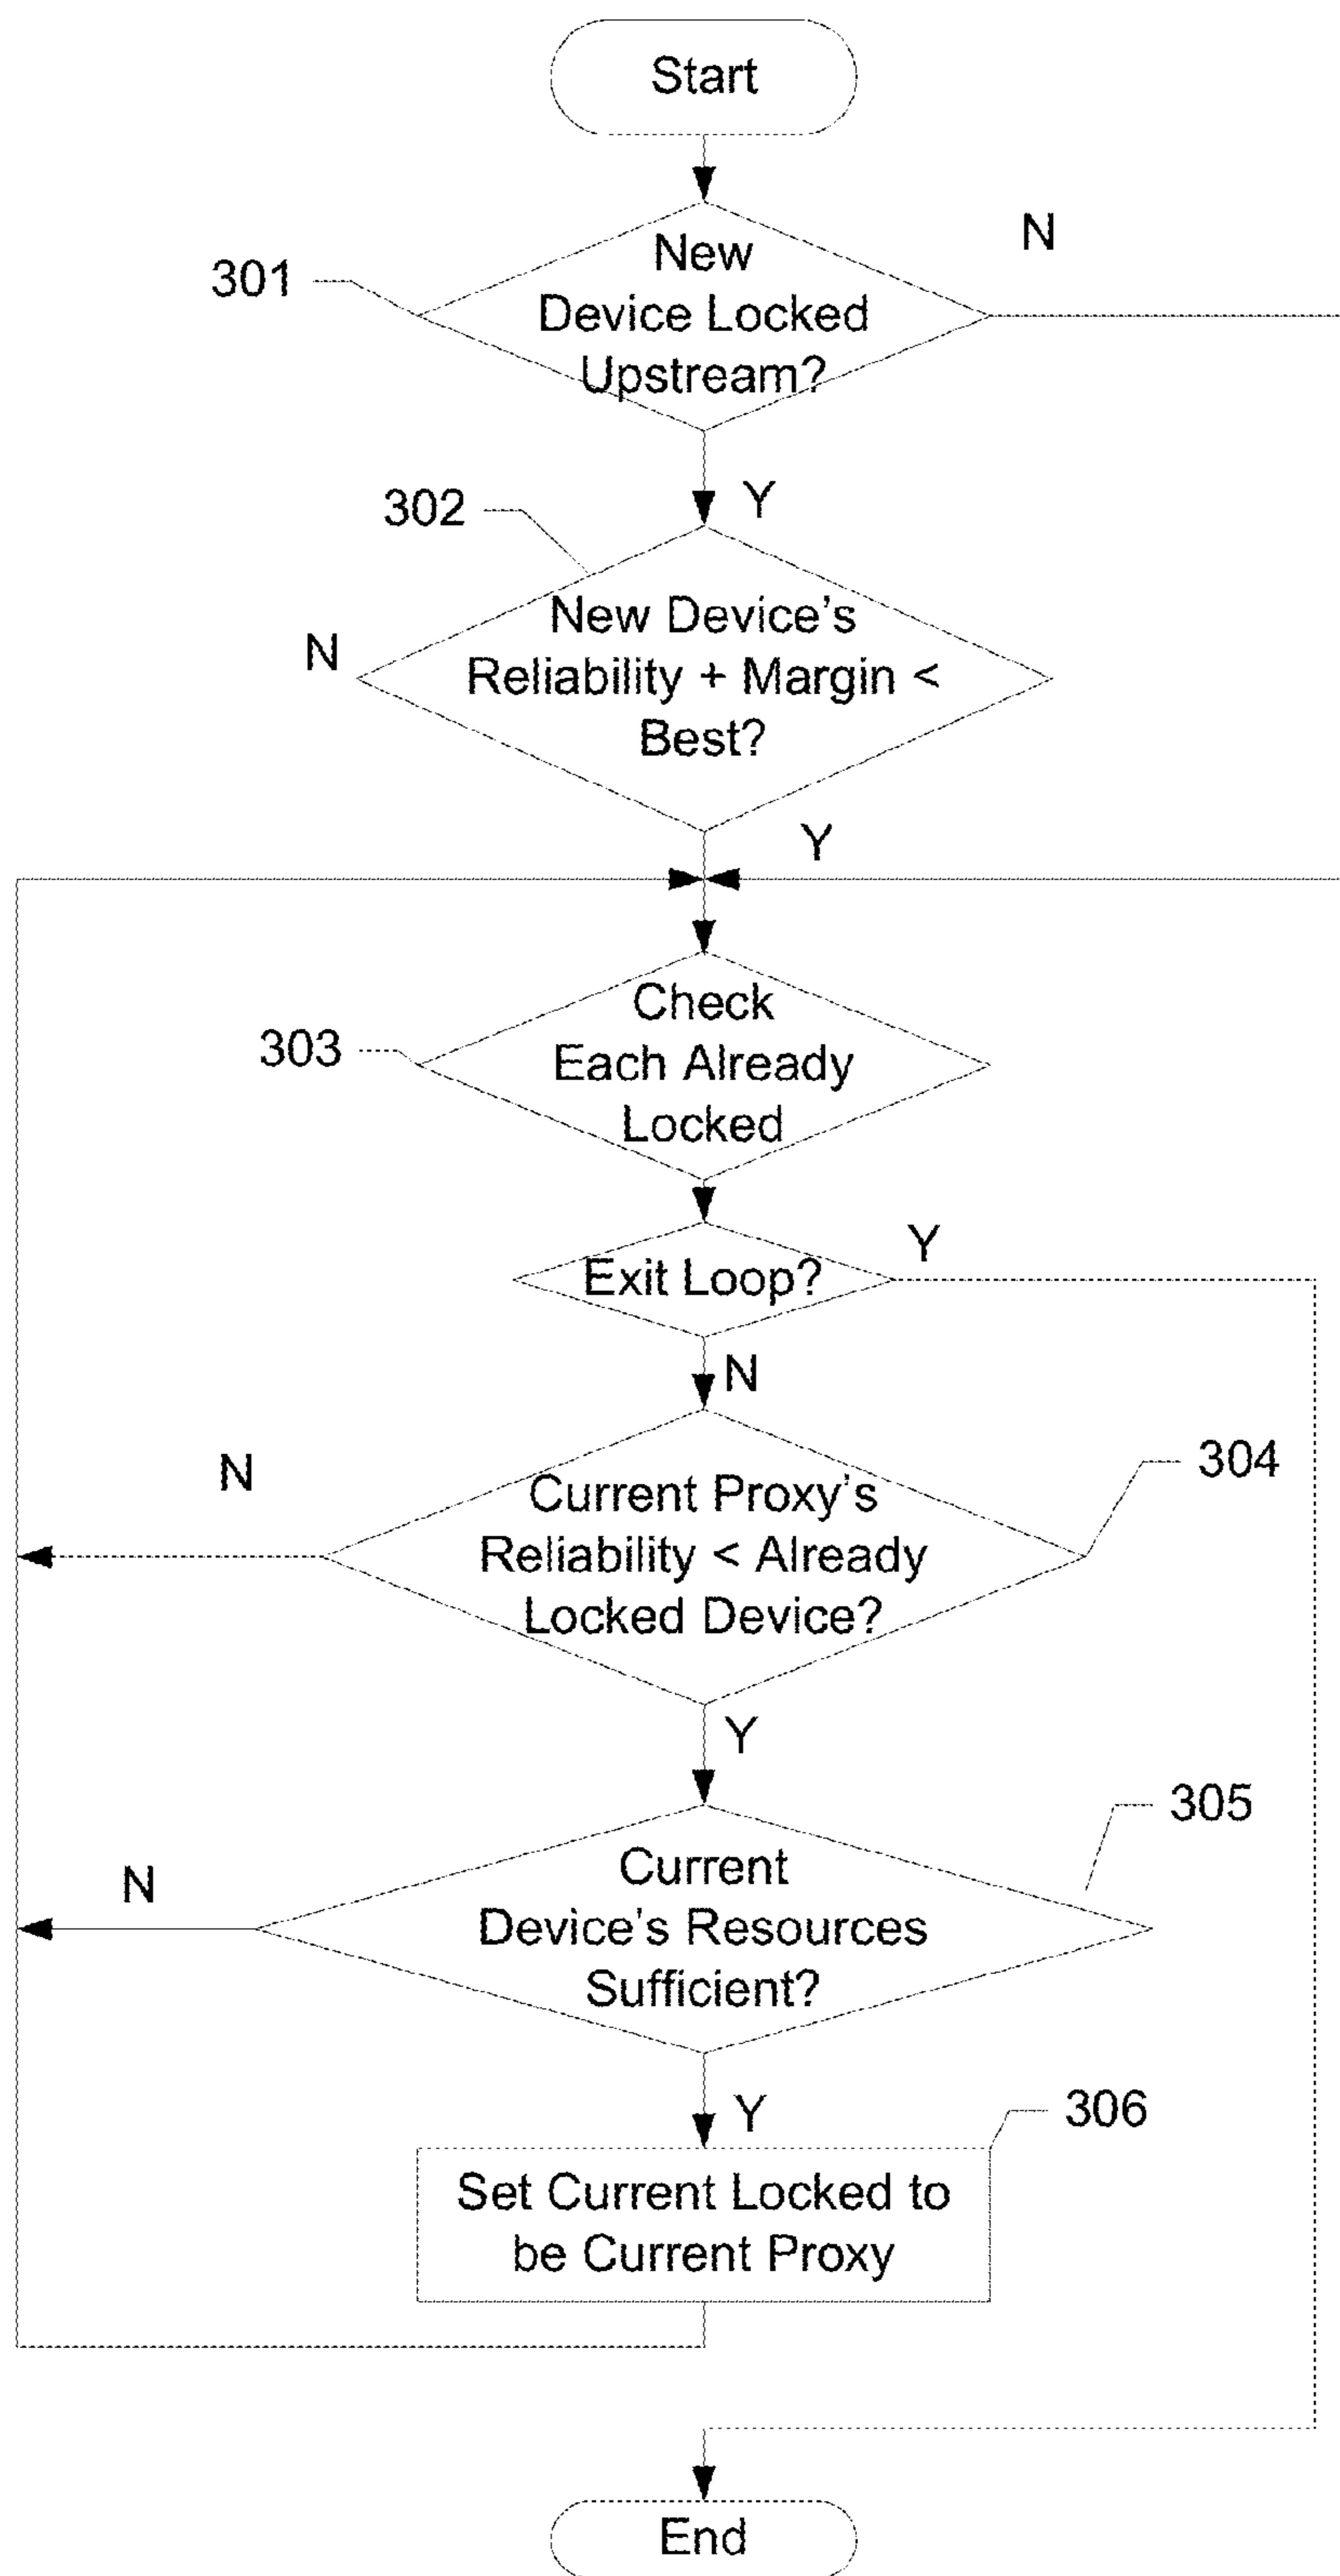 Start
N
New
Device Locked
Upstream?
301
Y
302
New Device's
Reliability + Margin <
Best?
N
Y
Check
Each Already
Locked
303
Exit Loop?
Y
N
N
Current Proxy's
Reliability < Already
Locked Device?
304
Y
305
Current
Device's Resources
Sufficient?
N
Y
306
Set Current Locked to
be Current Proxy
End